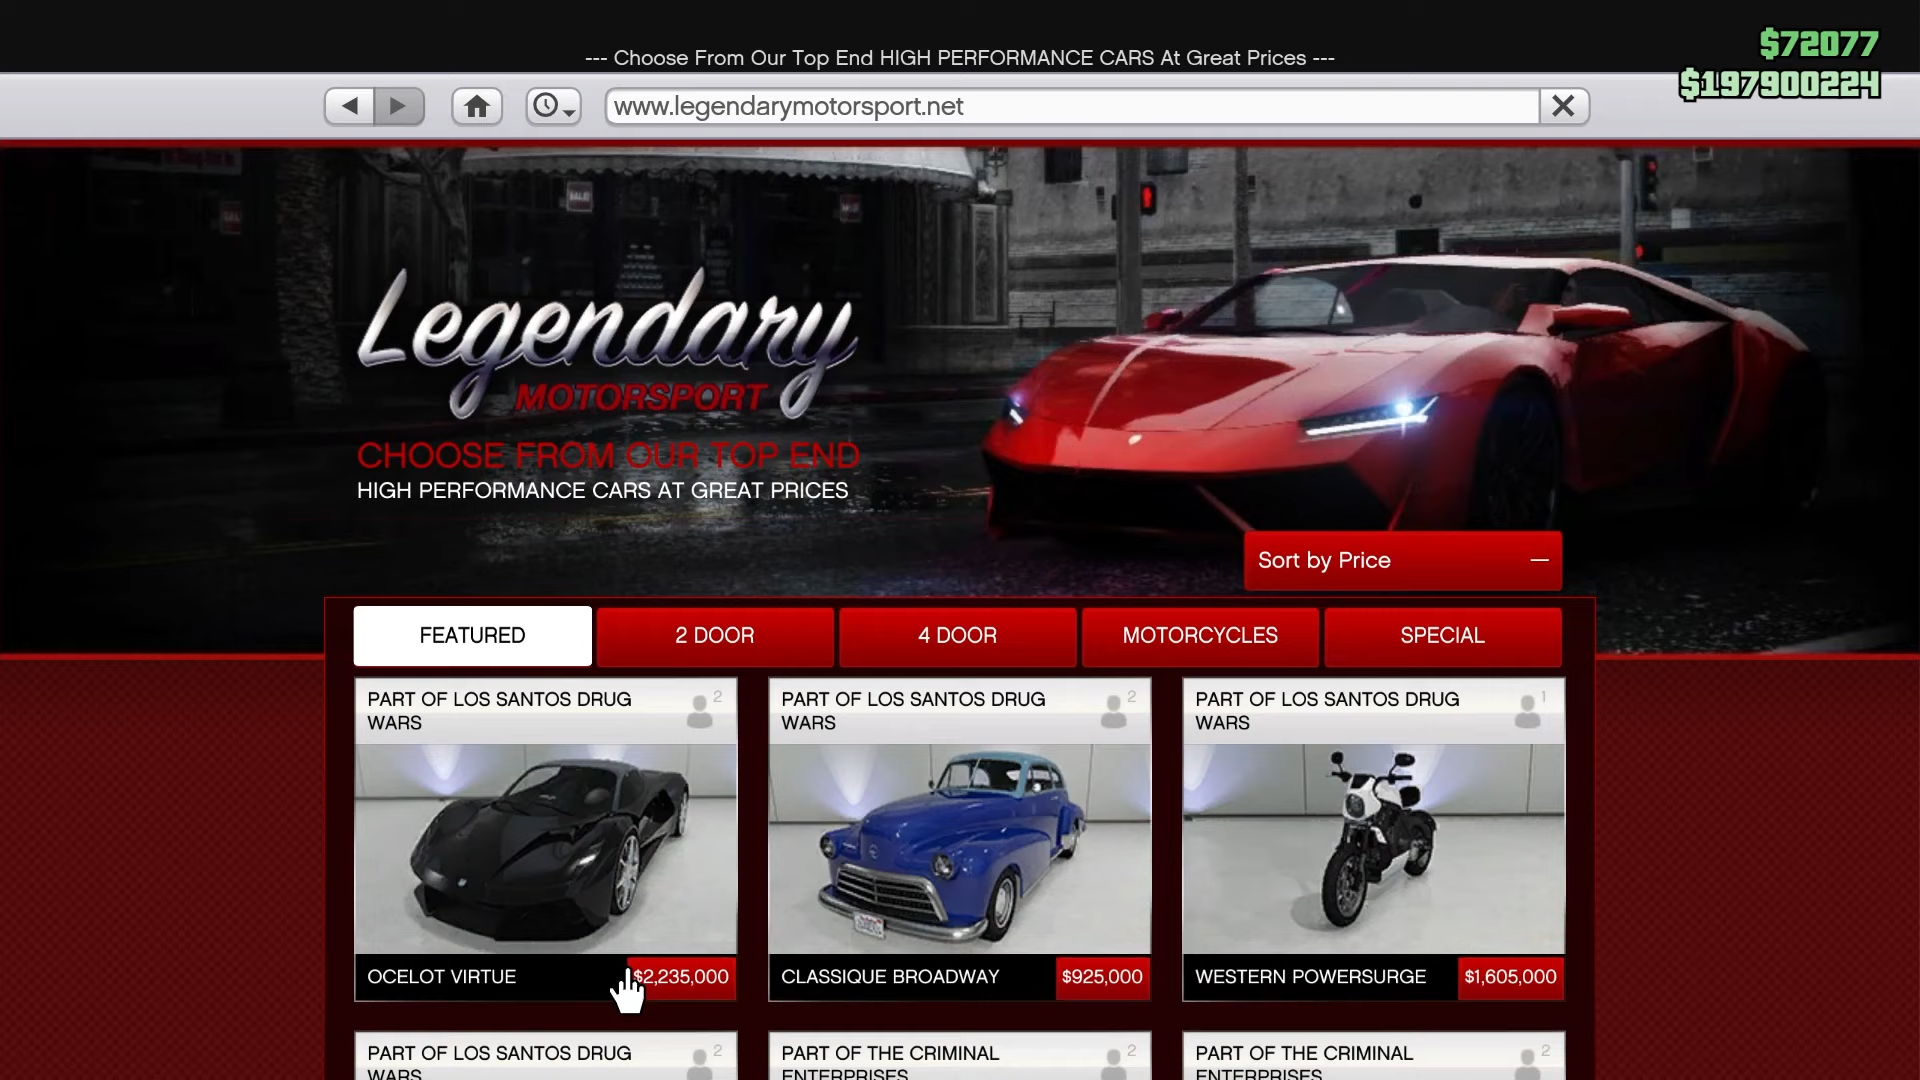 --- Choose From Our Top End HIGH PERFORMANCE CARS At Great Prices ---
$72077
$197900224
www.legendarymotorsport.net
Legendary
MOTORSPORT
CHOOSE FROM OUR TOP END
HIGH PERFORMANCE CARS AT GREAT PRICES
Sort by Price
FEATURED
2 DOOR
4 DOOR
MOTORCYCLES
SPECIAL
PART OF LOS SANTOS DRUG
WARS
2
PART OF LOS SANTOS DRUG
WARS
2
PART OF LOS SANTOS DRUG
WARS
1
OCELOT VIRTUE
$2,235,000
CLASSIQUE BROADWAY
$925,000
WESTERN POWERSURGE
$1,605,000
PART OF LOS SANTOS DRUG
WARS
2
PART OF THE CRIMINAL
ENTERPRISES
2
PART OF THE CRIMINAL
ENTERPRISES
2